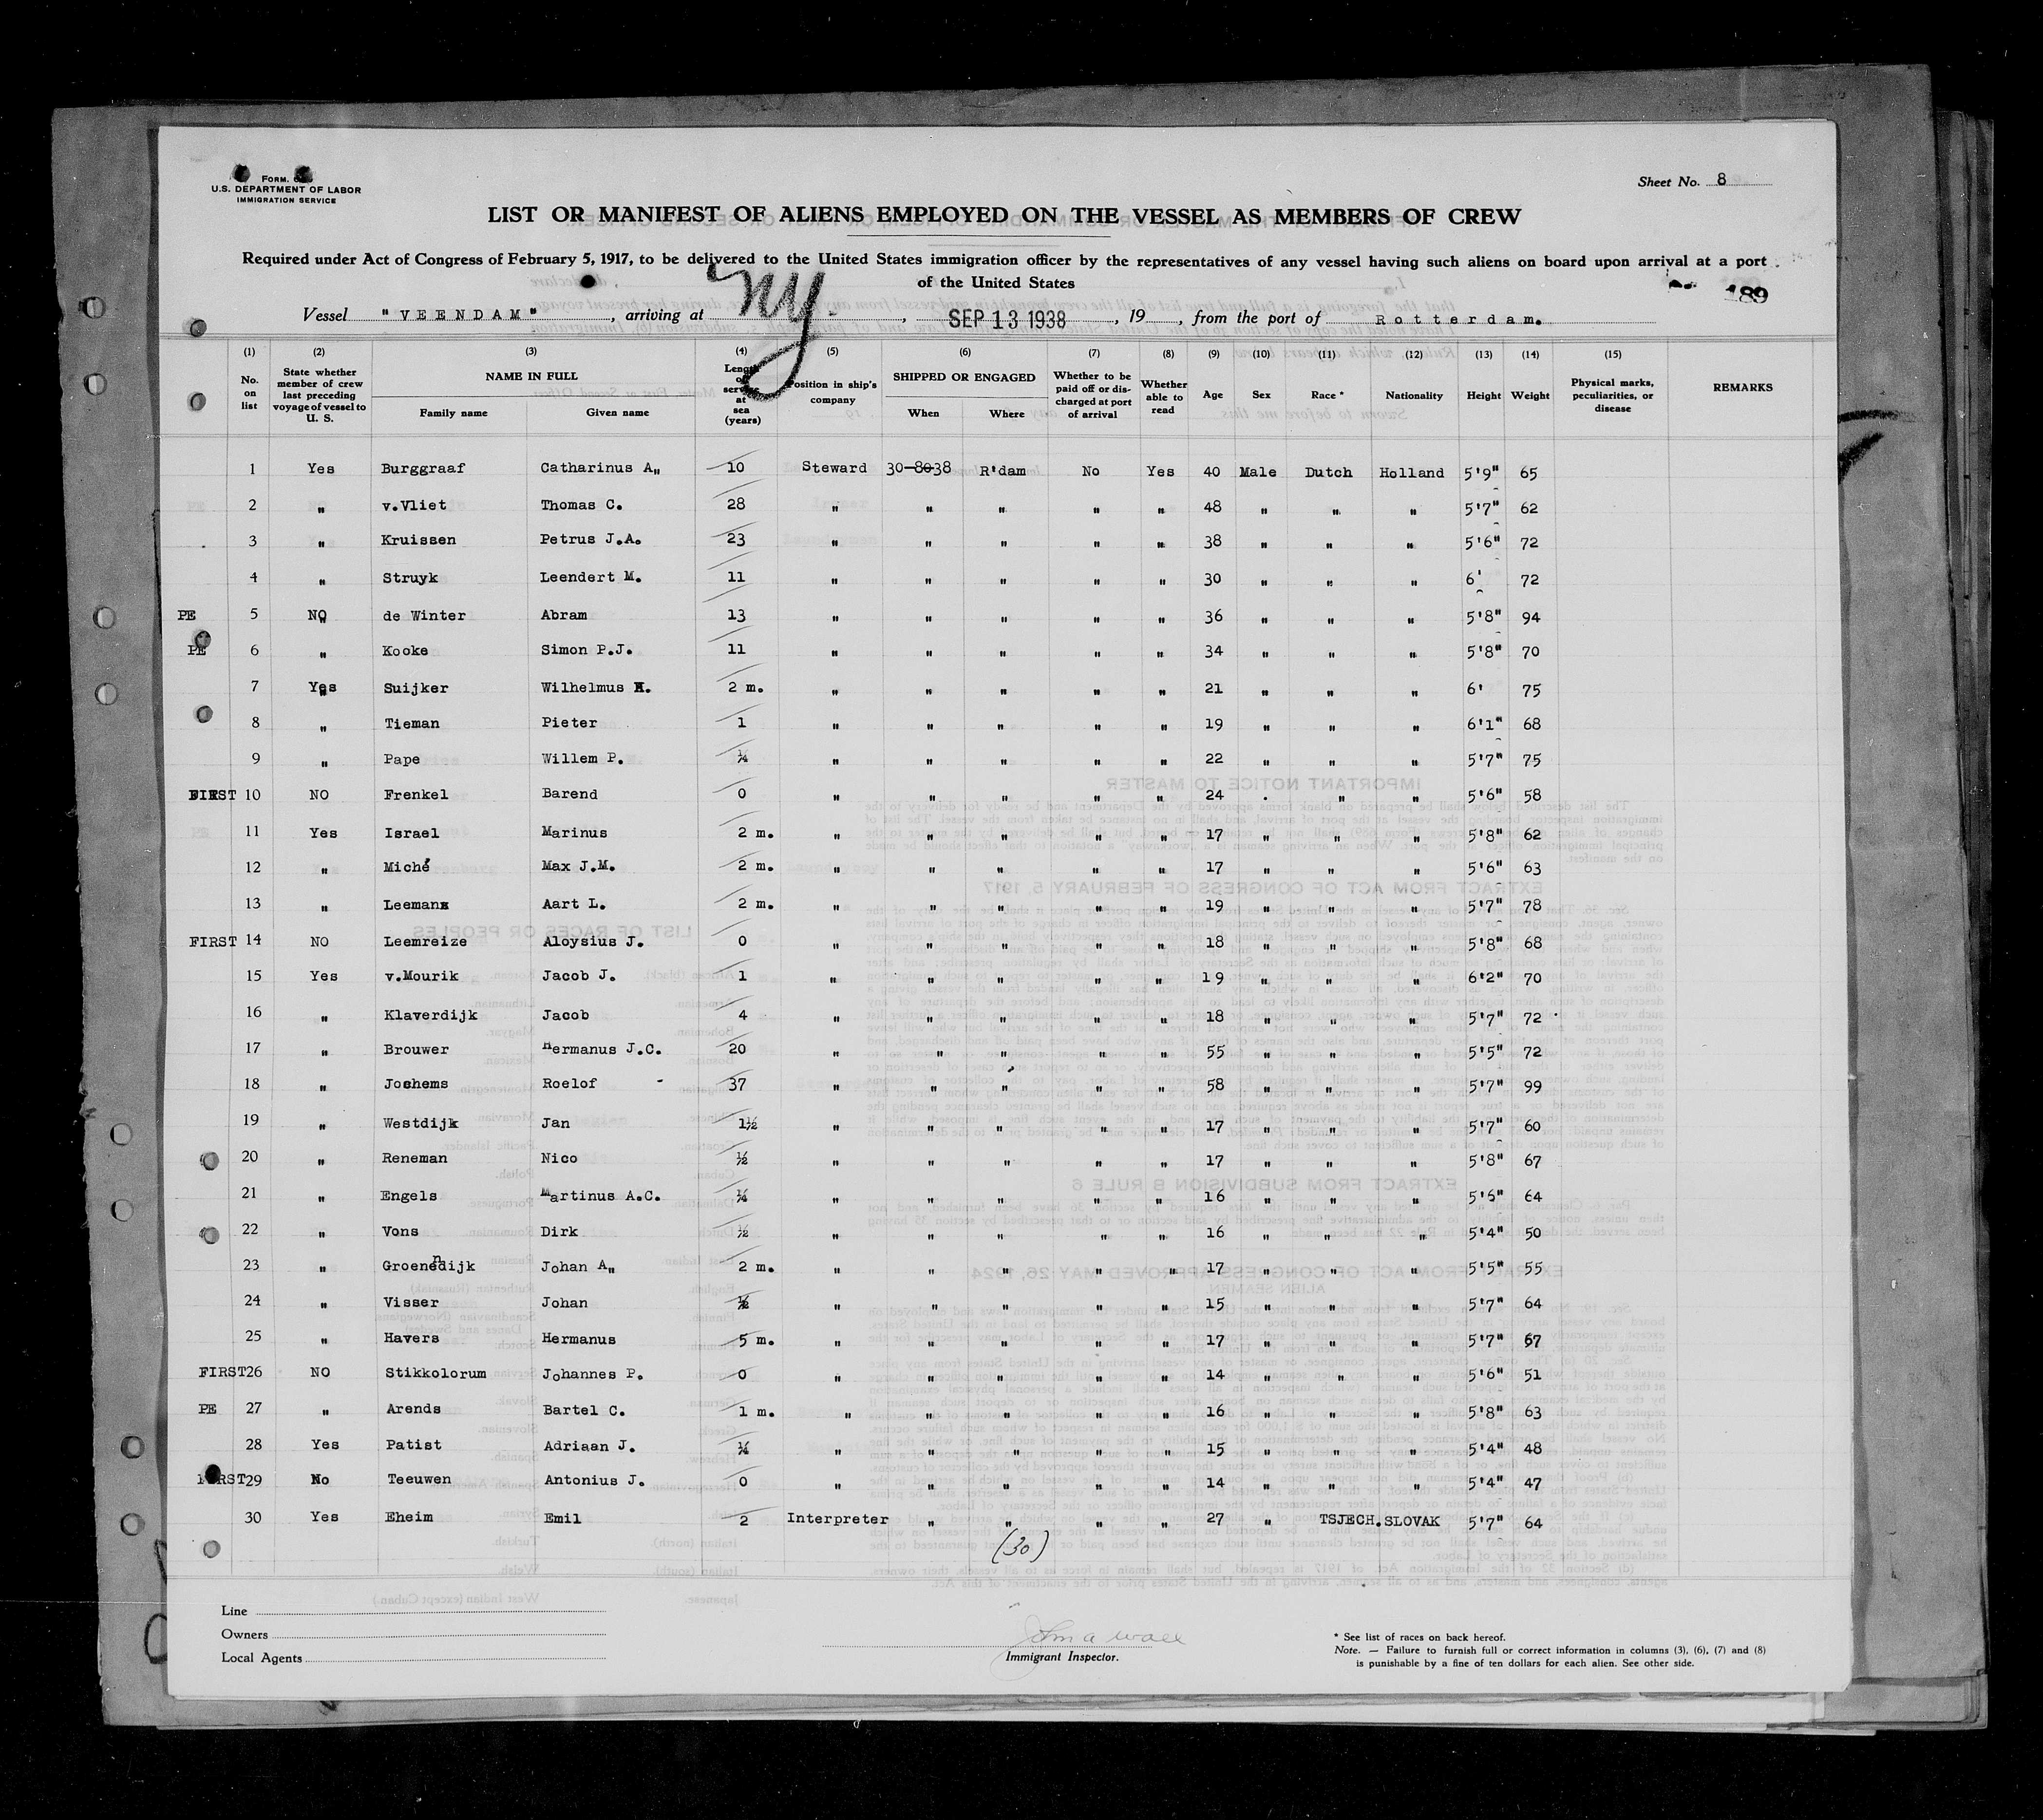 Form.
U.S. DEPARTMENT OF LABOR
IMMIGRATION SERVICE
Sheet No. 8
LIST OR MANIFEST OF ALIENS EMPLOYED ON THE VESSEL AS MEMBERS OF CREW
Required under Act of Congress of February 5, 1917, to be delivered to the United States immigration officer by the representatives of any vessel having such aliens on board upon arrival at a port
of the United States
189
Vessel "VEENDAM", arriving at NY., SEP 13 1938, 19, from the port of Rotterdam.
(1) (2) (3) (4) (5) (6) (7) (8) (9) (10) (11) (12) (13) (14) (15)
No. on list State whether member of crew last preceding voyage of vessel to U. S. NAME IN FULL Family name Given name Length of service at sea (years) Position in ship's company SHIPPED OR ENGAGED When Where Whether to be paid off or discharged at port of arrival Whether able to read Age Sex Race * Nationality Height Weight Physical marks, peculiarities, or disease REMARKS
1 Yes Burggraaf Catharinus A„ 10 Steward 30-8-38 R'dam No Yes 40 Male Dutch Holland 5'9" 65
2 " v.Vliet Thomas C. 28 " " " " " 48 " " " 5'7" 62
3 " Kruissen Petrus J.A. 23 " " " " " 38 " " " 5'6" 72
4 " Struyk Leendert M. 11 " " " " " 30 " " " 6' 72
PE 5 NO de Winter Abram 13 " " " " " 36 " " " 5'8" 94
PE 6 " Kooke Simon P.J. 11 " " " " " 34 " " " 5'8" 70
7 Yes Suijker Wilhelmus H. 2 m. " " " " " 21 " " " 6' 75
8 " Tieman Pieter 1 " " " " " 19 " " " 6'1" 68
9 " Pape Willem P. ¼ " " " " " 22 " " " 5'7" 75
FIRST 10 NO Frenkel Barend 0 " " " " " 24 . " " 5'6" 58
11 Yes Israel Marinus 2 m. " " " " " 17 " " " 5'8" 62
12 " Miché Max J.M. 2 m. " " " " " 17 " " " 5'6" 63
13 " Leemans Aart L. 2 m. " " " " " 19 " " " 5'7" 78
FIRST 14 NO Leemreize Aloysius J. 0 " " " " " 18 " " " 5'8" 68
15 Yes v.Mourik Jacob J. 1 " " " " " 19 " " " 6'2" 70
16 " Klaverdijk Jacob 4 " " " " " 18 " " " 5'7" 72
17 " Brouwer Hermanus J.C. 20 " " " " " 55 " " " 5'5" 72
18 " Jochems Roelof 37 " " " " " 58 " " " 5'7" 99
19 " Westdijk Jan 1½ " " " " " 17 " " " 5'7" 60
20 " Reneman Nico ½ " " " " " 17 " " " 5'8" 67
21 " Engels Martinus A.C. ¼ " " " " " 16 " " " 5'6" 64
22 " Vons Dirk ½ " " " " " 16 " " " 5'4" 50
23 " Groenendijk Johan A„ 2 m. " " " " " 17 " " " 5'5" 55
24 " Visser Johan ½ " " " " " 15 " " " 5'7" 64
25 " Havers Hermanus 5 m. " " " " " 17 " " " 5'7" 67
FIRST 26 NO Stikkolorum Johannes P. 0 " " " " " 14 " " " 5'6" 51
PE 27 " Arends Bartel C. 1 m. " " " " " 16 " " " 5'8" 63
28 Yes Patist Adriaan J. ¼ " " " " " 15 " " " 5'4" 48
FIRST 29 No Teeuwen Antonius J. 0 " " " " " 14 " " " 5'4" 47
30 Yes Eheim Emil 2 Interpreter " " " " 27 " TSJECH.SLOVAK 5'7" 64
(30)
Line
Owners
Local Agents
John A Wall
Immigrant Inspector.
* See list of races on back hereof.
Note. — Failure to furnish full or correct information in columns (3), (6), (7) and (8)
is punishable by a fine of ten dollars for each alien. See other side.